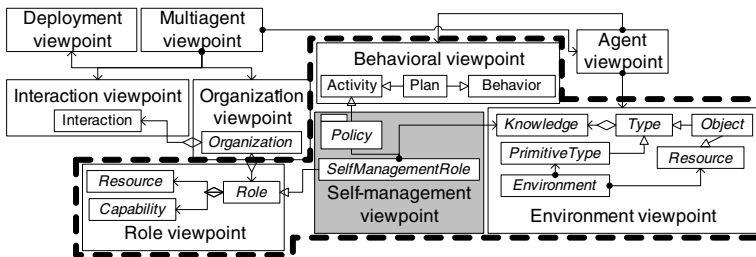 Deployment
viewpoint
Multiagent
viewpoint
Behavioral viewpoint
Activity
Plan
Behavior
Agent
viewpoint
Interaction viewpoint
Interaction
Organization
viewpoint
Organization
Policy
SelfManagementRole
Self-management
viewpoint
Knowledge
Type
Object
PrimitiveType
Resource
Environment
Environment viewpoint
Resource
Role
Capability
Role viewpoint